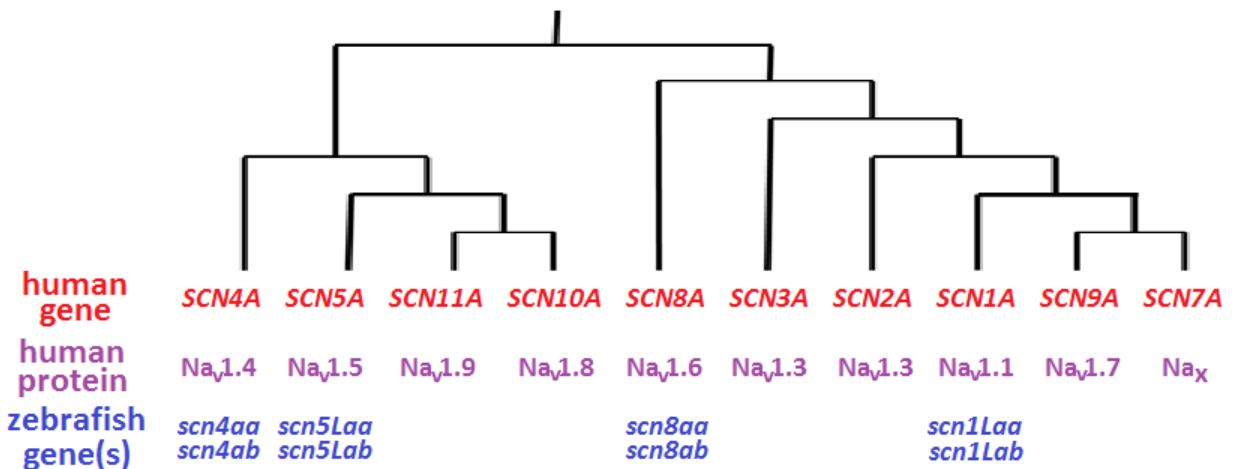 human
gene
SCN4A SCN5A SCN11A SCN10A SCN8A SCN3A SCN2A SCN1A SCN9A SCN7A
human
protein
Nav1.4 Nav1.5 Nav1.9 Nav1.8 Nav1.6 Nav1.3 Nav1.3 Nav1.1 Nav1.7 Nax
zebrafish
gene(s)
scn4aa scn5Laa scn8aa scn1Laa
scn4ab scn5Lab scn8ab scn1Lab